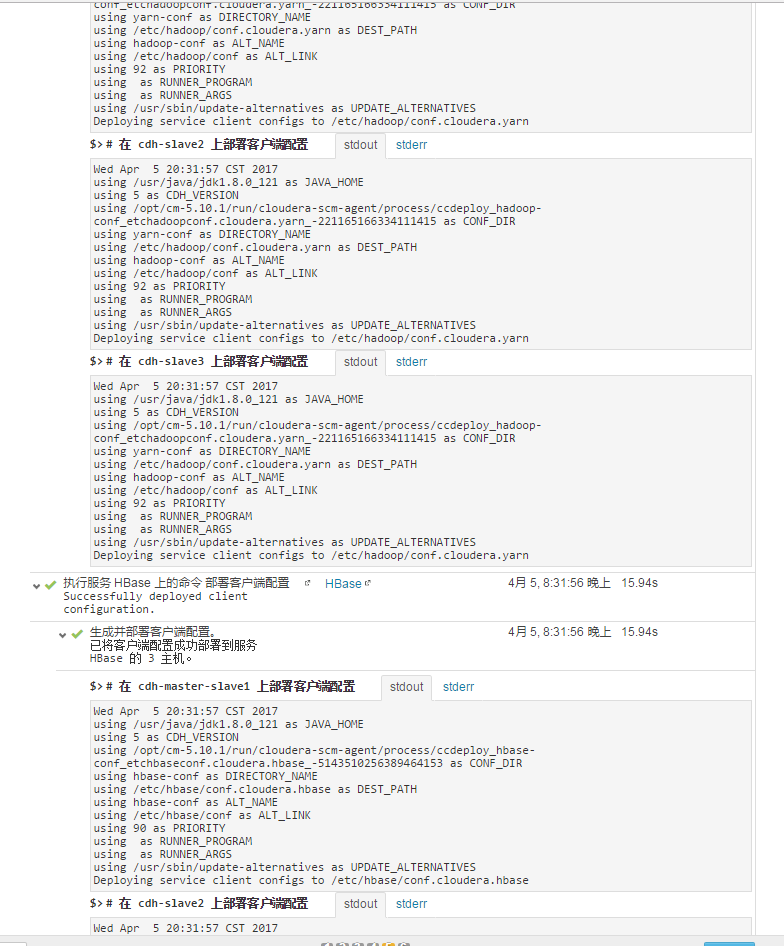 conf_etchadoopconf.cloudera.yarn_-221165166334111415 as CONF_DIR
using yarn-conf as DIRECTORY_NAME
using /etc/hadoop/conf.cloudera.yarn as DEST_PATH
using hadoop-conf as ALT_NAME
using /etc/hadoop/conf as ALT_LINK
using 92 as PRIORITY
using  as RUNNER_PROGRAM
using  as RUNNER_ARGS
using /usr/sbin/update-alternatives as UPDATE_ALTERNATIVES
Deploying service client configs to /etc/hadoop/conf.cloudera.yarn
$> # 在 cdh-slave2 上部署客户端配置 stdout stderr
Wed Apr  5 20:31:57 CST 2017
using /usr/java/jdk1.8.0_121 as JAVA_HOME
using 5 as CDH_VERSION
using /opt/cm-5.10.1/run/cloudera-scm-agent/process/ccdeploy_hadoop-
conf_etchadoopconf.cloudera.yarn_-221165166334111415 as CONF_DIR
using yarn-conf as DIRECTORY_NAME
using /etc/hadoop/conf.cloudera.yarn as DEST_PATH
using hadoop-conf as ALT_NAME
using /etc/hadoop/conf as ALT_LINK
using 92 as PRIORITY
using  as RUNNER_PROGRAM
using  as RUNNER_ARGS
using /usr/sbin/update-alternatives as UPDATE_ALTERNATIVES
Deploying service client configs to /etc/hadoop/conf.cloudera.yarn
$> # 在 cdh-slave3 上部署客户端配置 stdout stderr
Wed Apr  5 20:31:57 CST 2017
using /usr/java/jdk1.8.0_121 as JAVA_HOME
using 5 as CDH_VERSION
using /opt/cm-5.10.1/run/cloudera-scm-agent/process/ccdeploy_hadoop-
conf_etchadoopconf.cloudera.yarn_-221165166334111415 as CONF_DIR
using yarn-conf as DIRECTORY_NAME
using /etc/hadoop/conf.cloudera.yarn as DEST_PATH
using hadoop-conf as ALT_NAME
using /etc/hadoop/conf as ALT_LINK
using 92 as PRIORITY
using  as RUNNER_PROGRAM
using  as RUNNER_ARGS
using /usr/sbin/update-alternatives as UPDATE_ALTERNATIVES
Deploying service client configs to /etc/hadoop/conf.cloudera.yarn
执行服务 HBase 上的命令 部署客户端配置 HBase 4月 5, 8:31:56 晚上 15.94s
Successfully deployed client
configuration.
生成并部署客户端配置。 4月 5, 8:31:56 晚上 15.94s
已将客户端配置成功部署到服务
HBase 的 3 主机。
$> # 在 cdh-master-slave1 上部署客户端配置 stdout stderr
Wed Apr  5 20:31:57 CST 2017
using /usr/java/jdk1.8.0_121 as JAVA_HOME
using 5 as CDH_VERSION
using /opt/cm-5.10.1/run/cloudera-scm-agent/process/ccdeploy_hbase-
conf_etchbaseconf.cloudera.hbase_-5143510256389464153 as CONF_DIR
using hbase-conf as DIRECTORY_NAME
using /etc/hbase/conf.cloudera.hbase as DEST_PATH
using hbase-conf as ALT_NAME
using /etc/hbase/conf as ALT_LINK
using 90 as PRIORITY
using  as RUNNER_PROGRAM
using  as RUNNER_ARGS
using /usr/sbin/update-alternatives as UPDATE_ALTERNATIVES
Deploying service client configs to /etc/hbase/conf.cloudera.hbase
$> # 在 cdh-slave2 上部署客户端配置 stdout stderr
Wed Apr  5 20:31:57 CST 2017